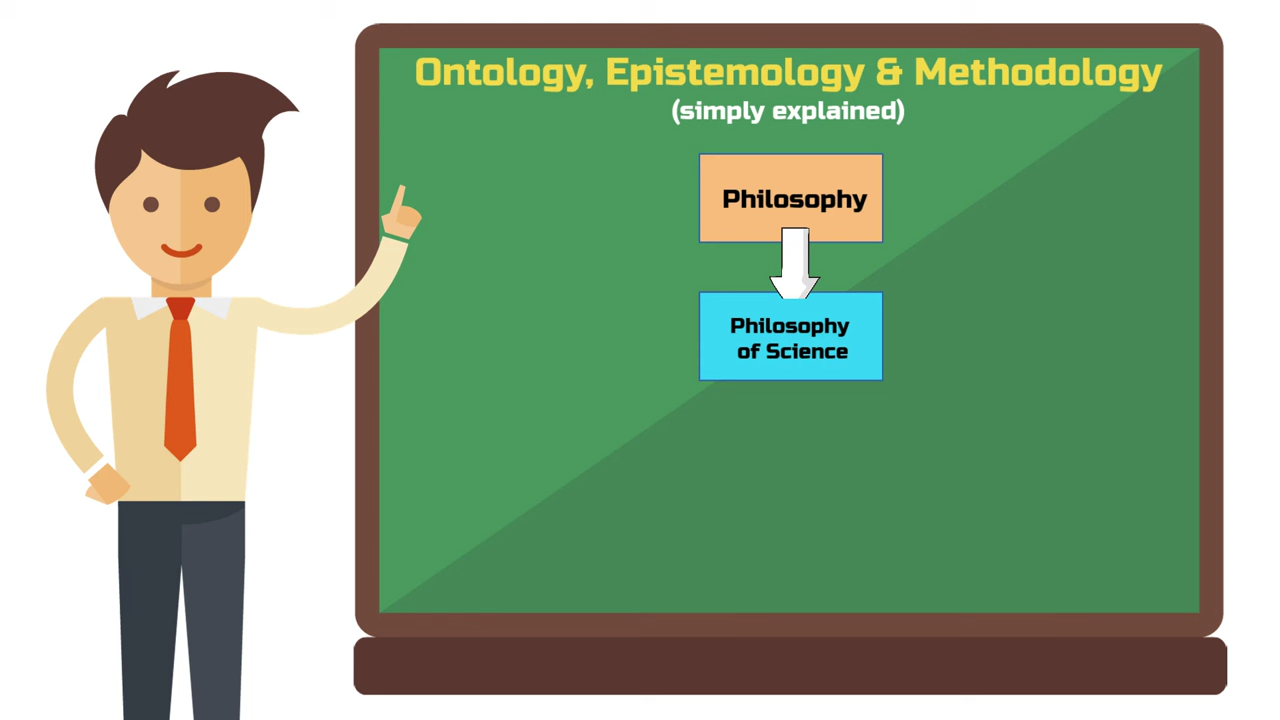 Ontology, Epistemology & Methodology
(simply explained)
Philosophy
Philosophy
of Science